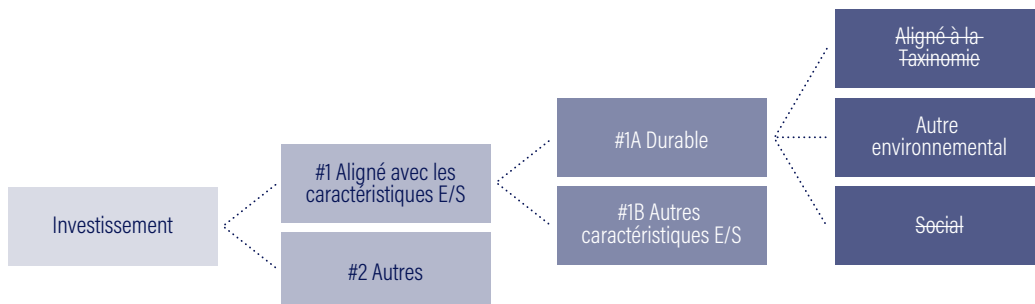 Investissement
#1 Aligné avec les
caractéristiques E/S
#2 Autres
#1A Durable
#1B Autres
caractéristiques E/S
Aligné à la
Taxinomie
Autre
environnemental
Social